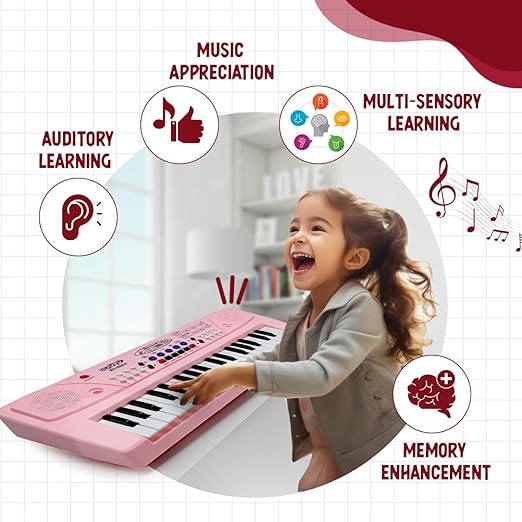 MUSIC
APPRECIATION
AUDITORY
LEARNING
MULTI-SENSORY
LEARNING
LOVE
MEMORY
ENHANCEMENT